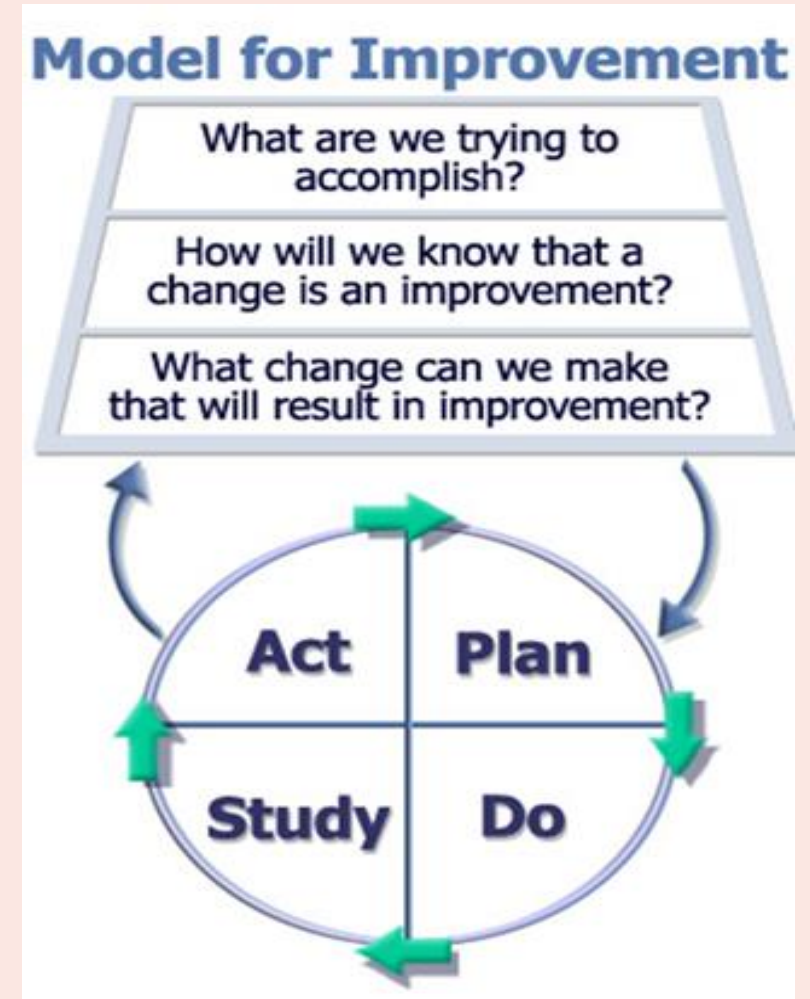 Model for Improvement
What are we trying to
accomplish?
How will we know that a
change is an improvement?
What change can we make
that will result in improvement?
Act
Plan
Study
Do